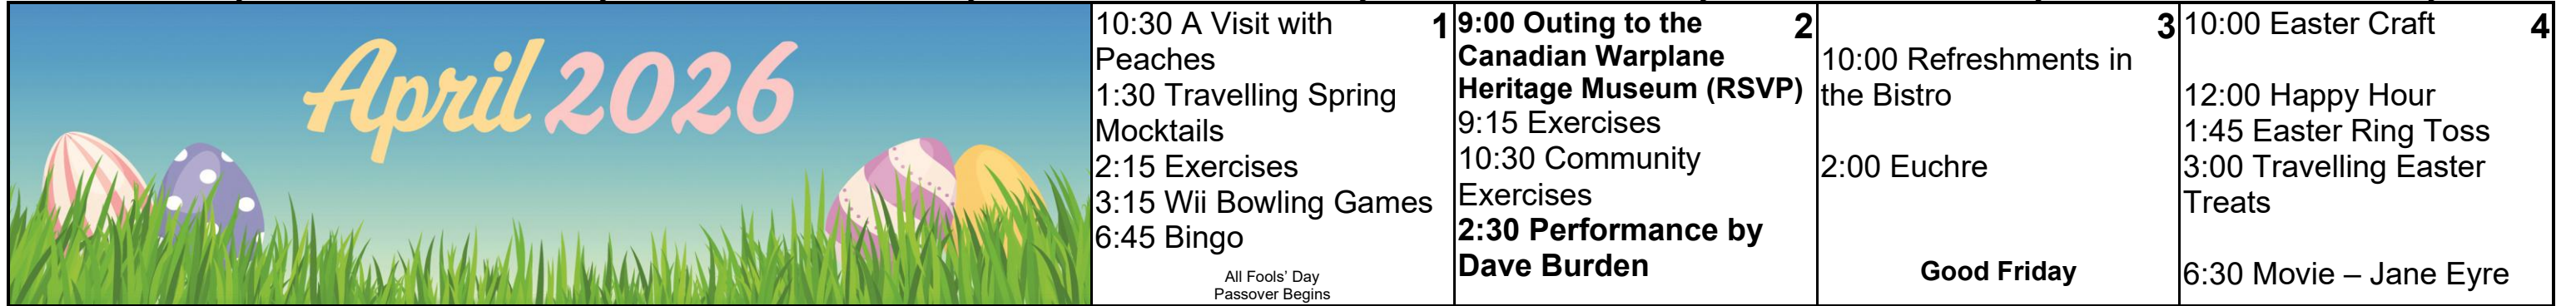 April 2026
1
10:30 A Visit with
Peaches
1:30 Travelling Spring
Mocktails
2:15 Exercises
3:15 Wii Bowling Games
6:45 Bingo
All Fools’ Day
Passover Begins
2
9:00 Outing to the
Canadian Warplane
Heritage Museum (RSVP)
9:15 Exercises
10:30 Community
Exercises
2:30 Performance by
Dave Burden
3
10:00 Refreshments in
the Bistro
2:00 Euchre
Good Friday
4
10:00 Easter Craft
12:00 Happy Hour
1:45 Easter Ring Toss
3:00 Travelling Easter
Treats
6:30 Movie – Jane Eyre